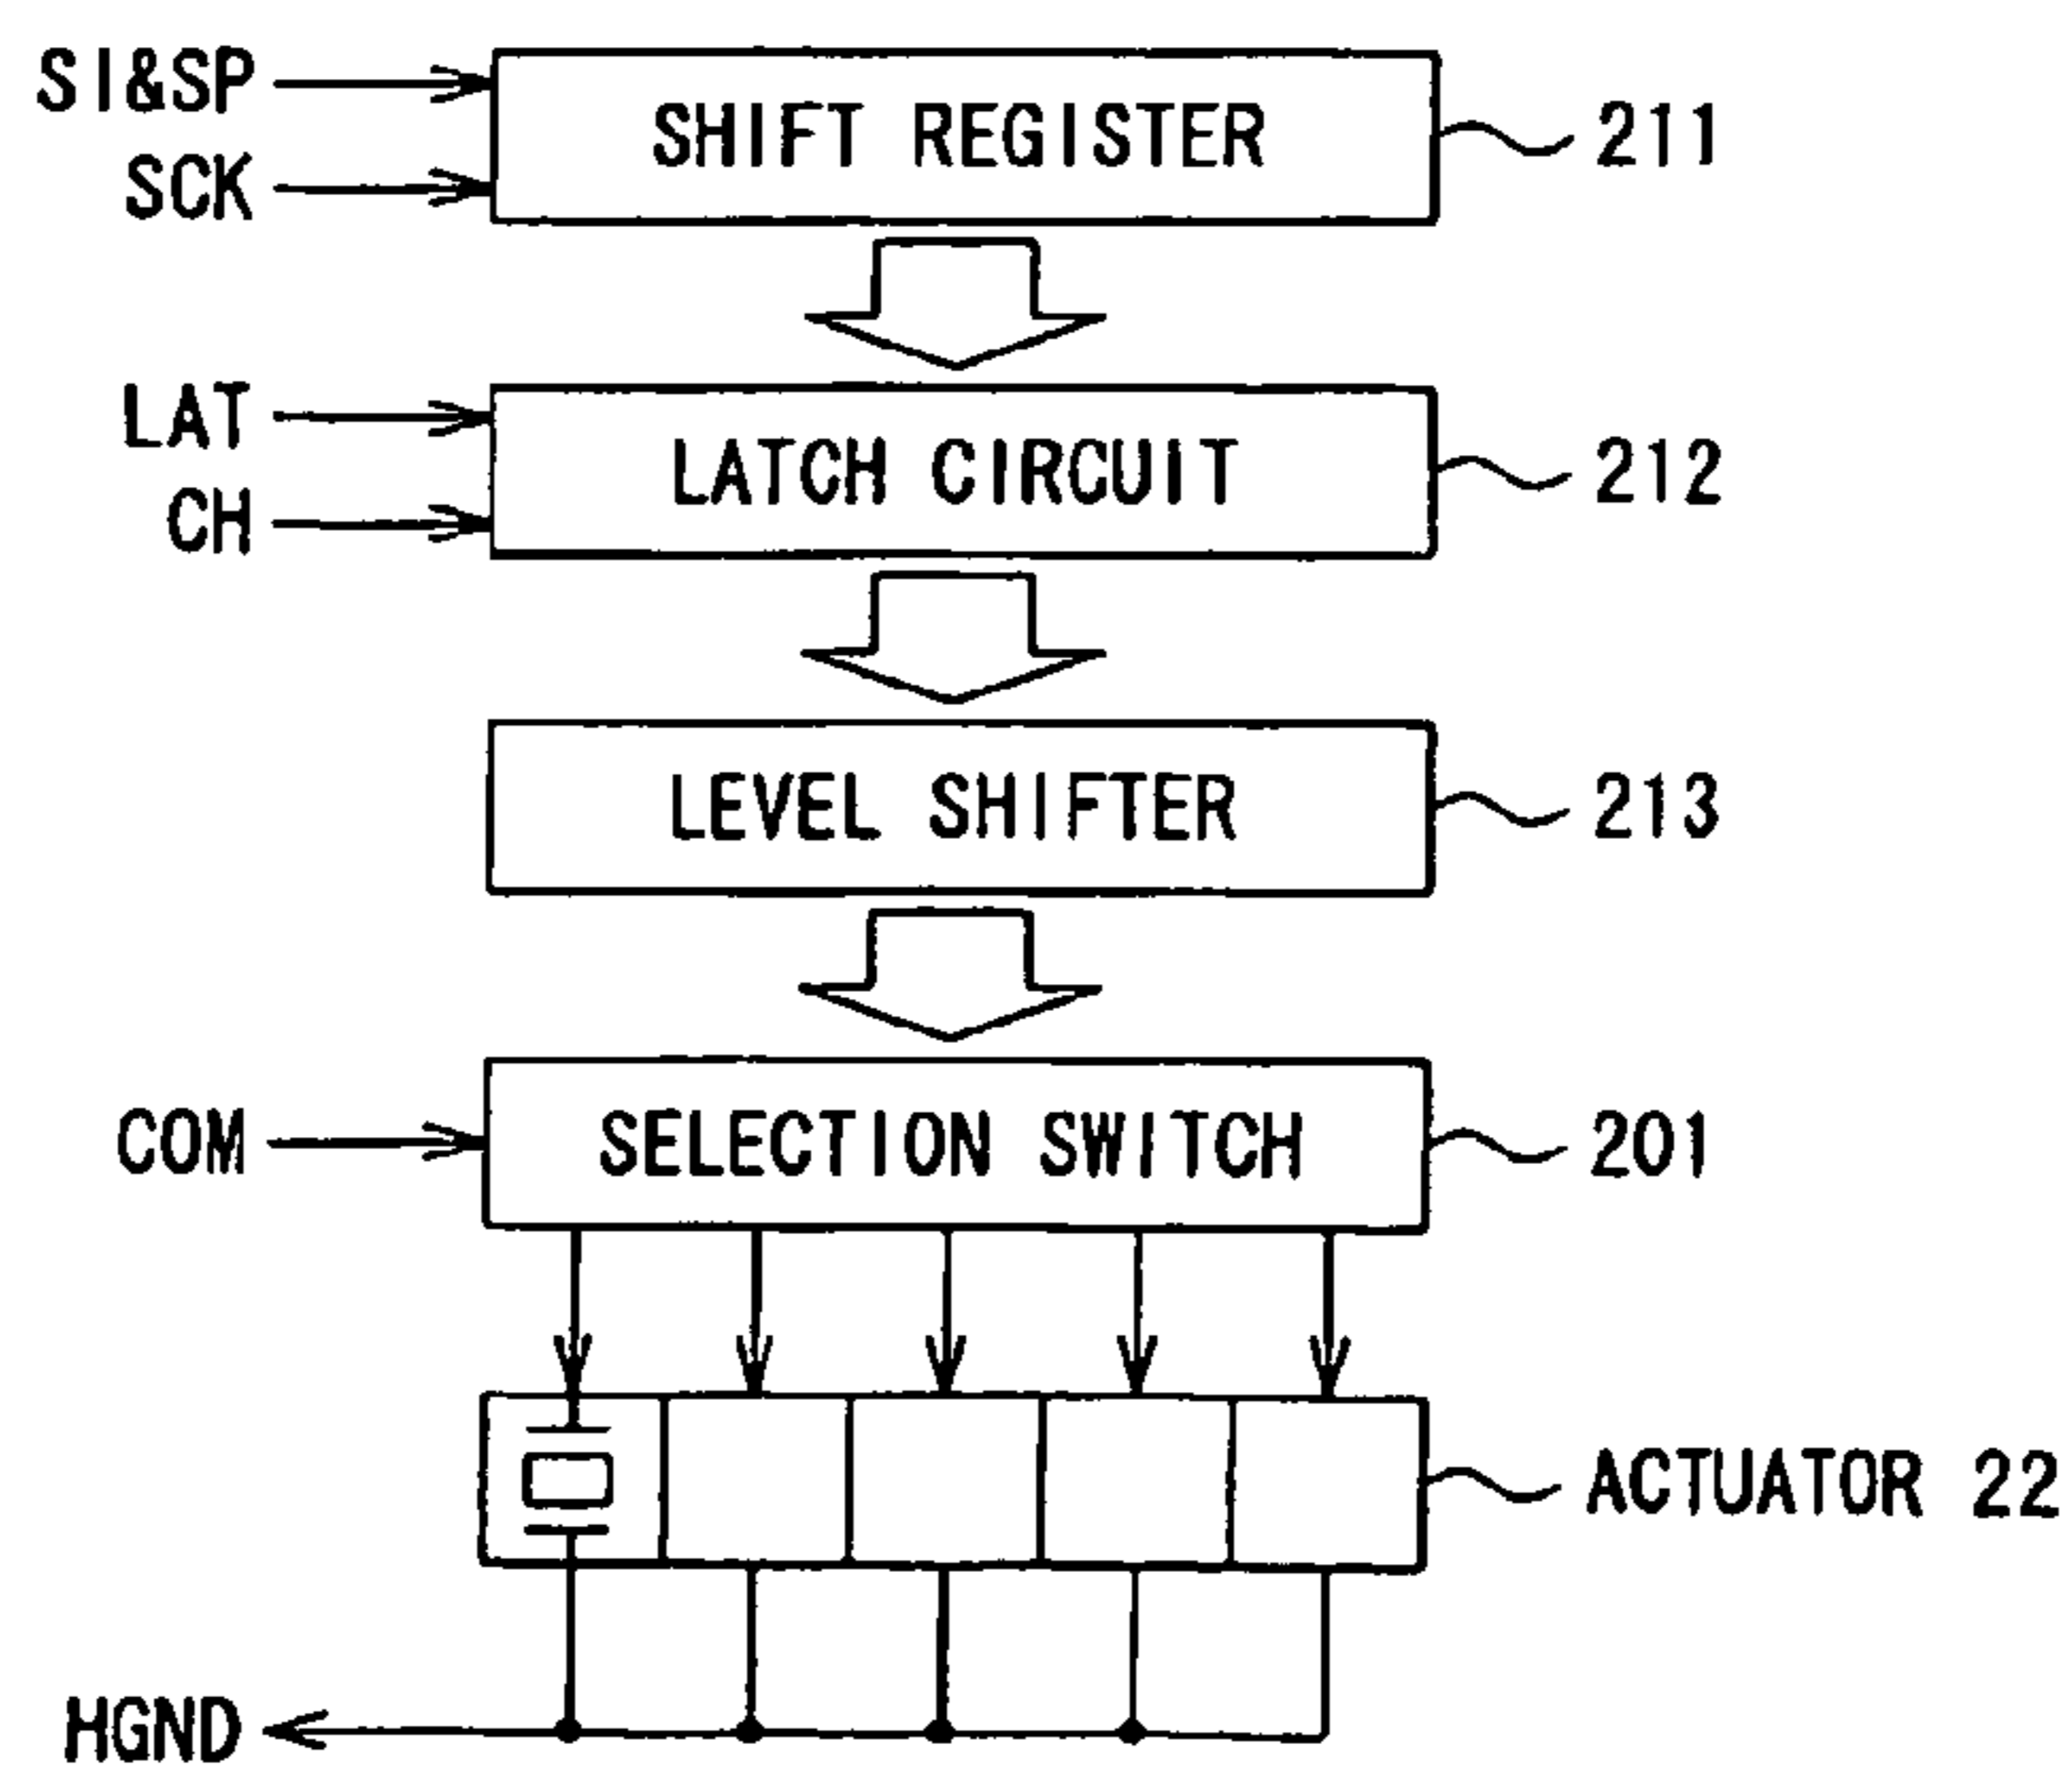 SI&SP
SHIFT REGISTER
211
SCK
LAT
LATCH CIRCUIT
212
CH
LEVEL SHIFTER
213
COM
SELECTION SWITCH
201
ACTUATOR 22
HGND